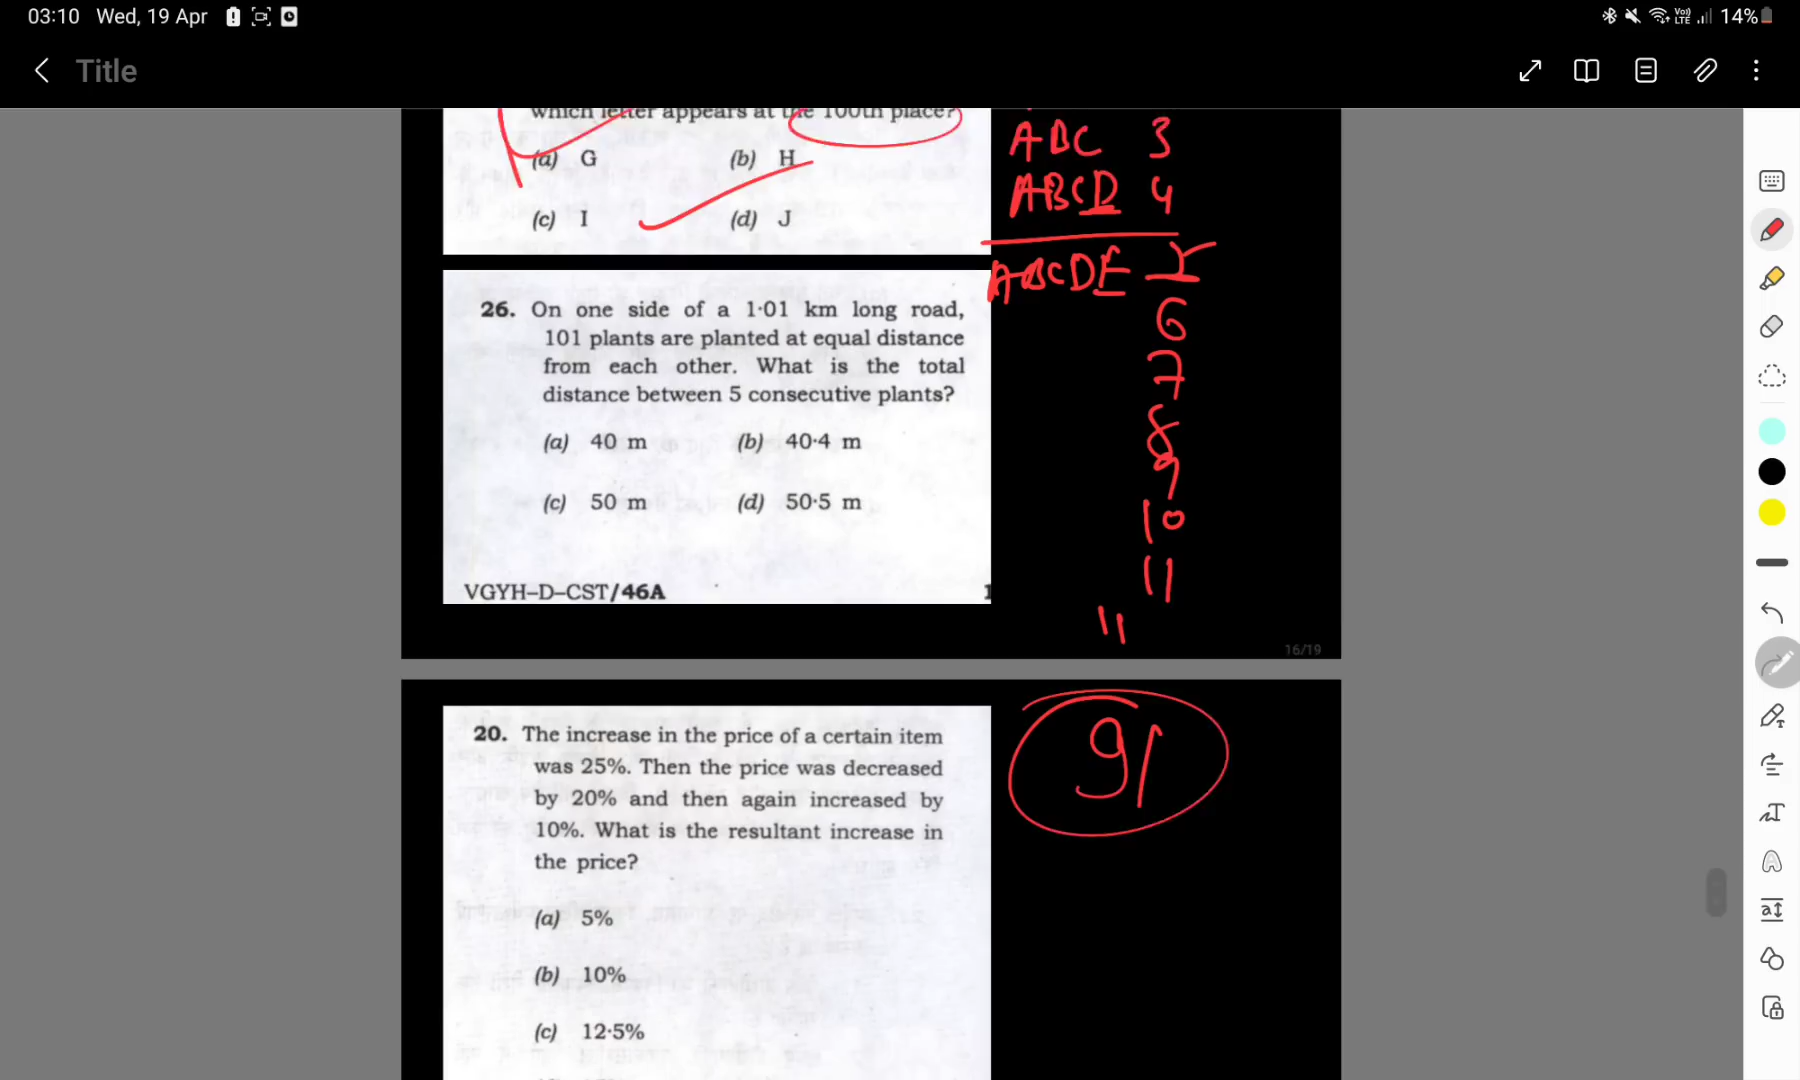 03:10 Wed, 19 Apr
14%
Title
which letter appears at the 100th place?
(a) G
(b) H
(c) I
(d) J
ABC 3
ABCD 4
ABCDE 5
6
7
8
9
10
11
11
26. On one side of a 1·01 km long road,
101 plants are planted at equal distance
from each other. What is the total
distance between 5 consecutive plants?
(a) 40 m
(b) 40·4 m
(c) 50 m
(d) 50·5 m
VGYH–D–CST/46A
16/19
20. The increase in the price of a certain item
was 25%. Then the price was decreased
by 20% and then again increased by
10%. What is the resultant increase in
the price?
(a) 5%
(b) 10%
(c) 12·5%
91